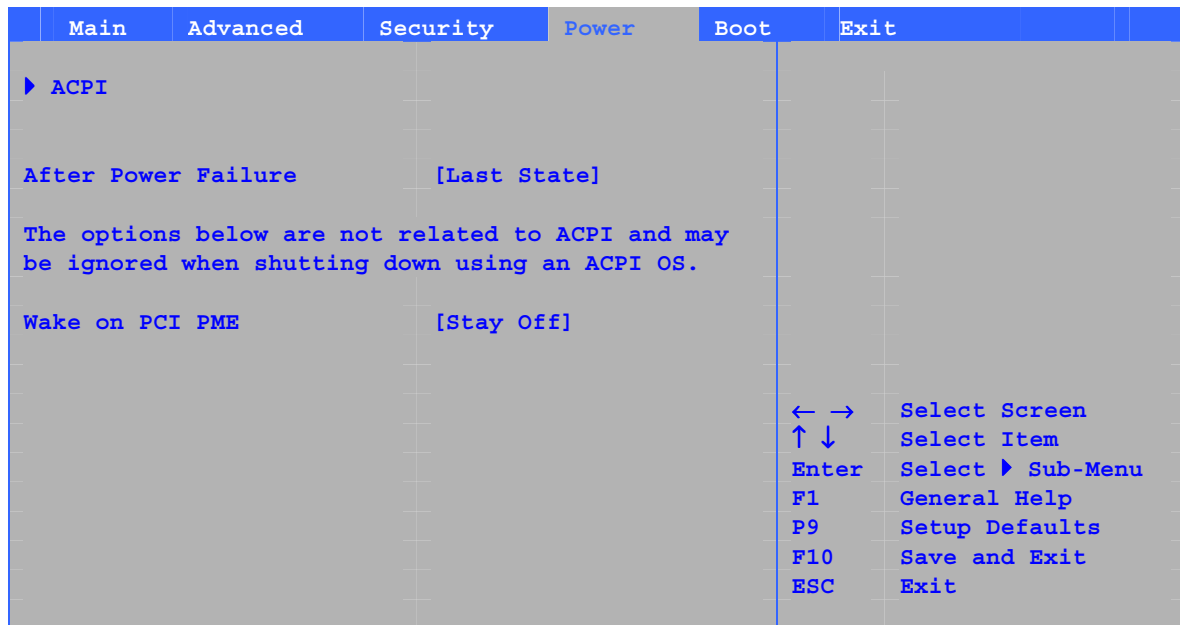 Main Advanced Security Power Boot Exit
ACPI
After Power Failure [Last State]
The options below are not related to ACPI and may
be ignored when shutting down using an ACPI OS.
Wake on PCI PME [Stay Off]
← → Select Screen
↑ ↓ Select Item
Enter Select Sub-Menu
F1 General Help
P9 Setup Defaults
F10 Save and Exit
ESC Exit